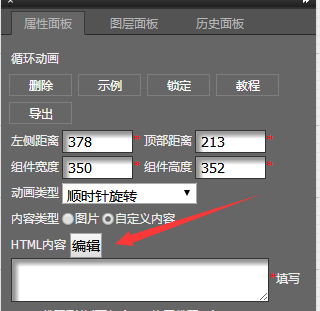 属性面板 图层面板 历史面板
循环动画
删除 示例 锁定 教程
导出
左侧距离 378 * 顶部距离 213 *
组件宽度 350 * 组件高度 352 *
动画类型 顺时针旋转
内容类型 图片 自定义内容
HTML内容 编辑
*填写